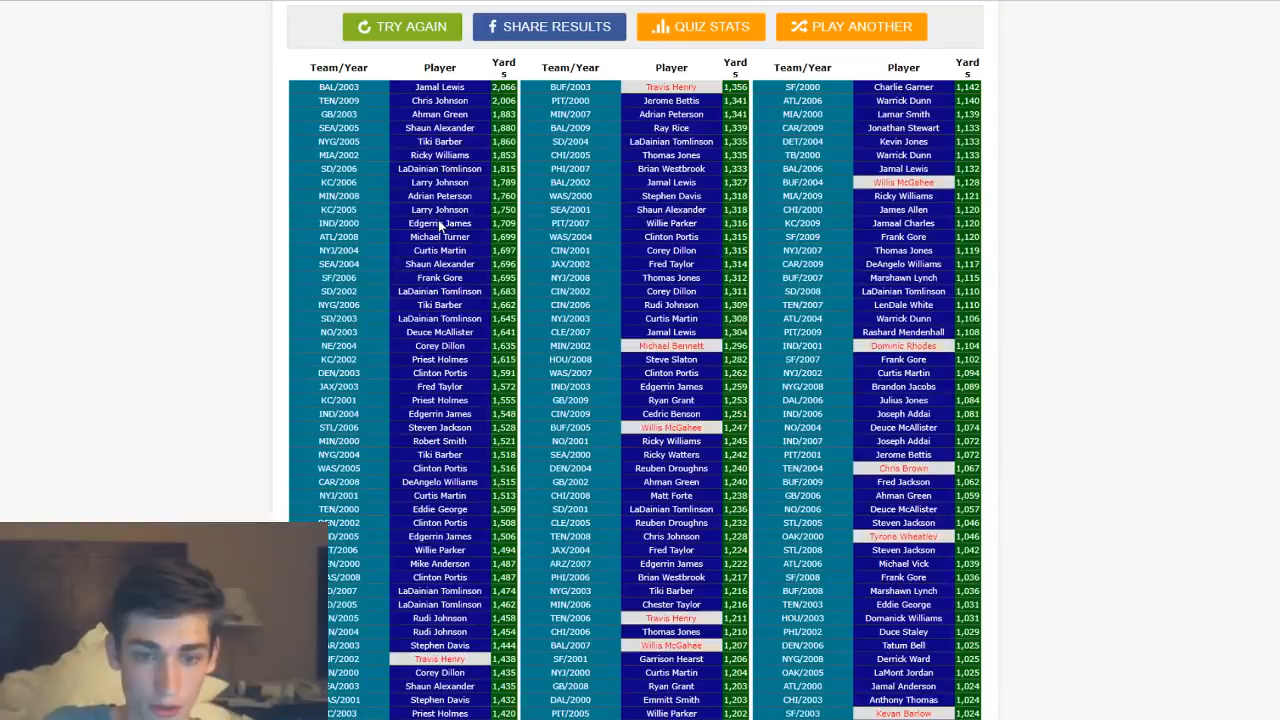 TRY AGAIN
SHARE RESULTS
QUIZ STATS
PLAY ANOTHER
Team/Year Player Yards Team/Year Player Yards Team/Year Player Yards
BAL/2003 Jamal Lewis 2,066 BUF/2003 Travis Henry 1,356 SF/2000 Charlie Garner 1,142
TEN/2009 Chris Johnson 2,006 PIT/2000 Jerome Bettis 1,341 ATL/2006 Warrick Dunn 1,140
GB/2003 Ahman Green 1,883 MIN/2007 Adrian Peterson 1,341 MIA/2000 Lamar Smith 1,139
SEA/2005 Shaun Alexander 1,880 BAL/2009 Ray Rice 1,339 CAR/2009 Jonathan Stewart 1,133
NYG/2005 Tiki Barber 1,860 SD/2004 LaDainian Tomlinson 1,335 DET/2004 Kevin Jones 1,133
MIA/2002 Ricky Williams 1,853 CHI/2005 Thomas Jones 1,335 TB/2000 Warrick Dunn 1,133
SD/2006 LaDainian Tomlinson 1,815 PHI/2007 Brian Westbrook 1,333 BAL/2006 Jamal Lewis 1,132
KC/2006 Larry Johnson 1,789 BAL/2002 Jamal Lewis 1,327 BUF/2004 Willis McGahee 1,128
MIN/2008 Adrian Peterson 1,760 WAS/2000 Stephen Davis 1,318 MIA/2009 Ricky Williams 1,121
KC/2005 Larry Johnson 1,750 SEA/2001 Shaun Alexander 1,318 CHI/2000 James Allen 1,120
IND/2000 Edgerrin James 1,709 PIT/2007 Willie Parker 1,316 KC/2009 Jamaal Charles 1,120
ATL/2008 Michael Turner 1,699 WAS/2004 Clinton Portis 1,315 SF/2009 Frank Gore 1,120
NYJ/2004 Curtis Martin 1,697 CIN/2001 Corey Dillon 1,315 NYJ/2007 Thomas Jones 1,119
SEA/2004 Shaun Alexander 1,696 JAX/2002 Fred Taylor 1,314 CAR/2009 DeAngelo Williams 1,117
SF/2006 Frank Gore 1,695 NYJ/2008 Thomas Jones 1,312 BUF/2007 Marshawn Lynch 1,115
SD/2002 LaDainian Tomlinson 1,683 CIN/2002 Corey Dillon 1,311 SD/2008 LaDainian Tomlinson 1,110
NYG/2006 Tiki Barber 1,662 CIN/2006 Rudi Johnson 1,309 TEN/2007 LenDale White 1,110
SD/2003 LaDainian Tomlinson 1,645 NYJ/2003 Curtis Martin 1,308 ATL/2004 Warrick Dunn 1,106
NO/2003 Deuce McAllister 1,641 CLE/2007 Jamal Lewis 1,304 PIT/2009 Rashard Mendenhall 1,108
NE/2004 Corey Dillon 1,635 MIN/2002 Michael Bennett 1,296 IND/2001 Dominic Rhodes 1,104
KC/2002 Priest Holmes 1,615 HOU/2008 Steve Slaton 1,282 SF/2007 Frank Gore 1,102
DEN/2003 Clinton Portis 1,591 WAS/2007 Clinton Portis 1,262 NYJ/2002 Curtis Martin 1,094
JAX/2003 Fred Taylor 1,572 IND/2003 Edgerrin James 1,259 NYG/2008 Brandon Jacobs 1,089
KC/2001 Priest Holmes 1,555 GB/2009 Ryan Grant 1,253 DAL/2006 Julius Jones 1,084
IND/2004 Edgerrin James 1,548 CIN/2009 Cedric Benson 1,251 IND/2006 Joseph Addai 1,081
STL/2006 Steven Jackson 1,528 BUF/2005 Willis McGahee 1,247 NO/2004 Deuce McAllister 1,074
MIN/2000 Robert Smith 1,521 NO/2001 Ricky Williams 1,245 IND/2007 Joseph Addai 1,072
NYG/2004 Tiki Barber 1,518 SEA/2000 Ricky Watters 1,242 PIT/2001 Jerome Bettis 1,072
WAS/2005 Clinton Portis 1,516 DEN/2004 Reuben Droughns 1,240 TEN/2004 Chris Brown 1,067
CAR/2008 DeAngelo Williams 1,515 GB/2002 Ahman Green 1,240 BUF/2009 Fred Jackson 1,062
NYJ/2001 Curtis Martin 1,513 CHI/2008 Matt Forte 1,238 GB/2006 Ahman Green 1,059
TEN/2000 Eddie George 1,509 SD/2001 LaDainian Tomlinson 1,236 NO/2006 Deuce McAllister 1,057
EN/2002 Clinton Portis 1,508 CLE/2005 Reuben Droughns 1,232 STL/2005 Steven Jackson 1,046
D/2005 Edgerrin James 1,506 TEN/2008 Chris Johnson 1,228 OAK/2000 Tyrone Wheatley 1,046
T/2006 Willie Parker 1,494 JAX/2004 Fred Taylor 1,224 STL/2008 Steven Jackson 1,042
N/2000 Mike Anderson 1,487 ARZ/2007 Edgerrin James 1,222 ATL/2006 Michael Vick 1,039
AS/2008 Clinton Portis 1,487 PHI/2006 Brian Westbrook 1,217 SF/2008 Frank Gore 1,036
D/2007 LaDainian Tomlinson 1,474 NYG/2003 Tiki Barber 1,216 BUF/2008 Marshawn Lynch 1,036
D/2005 LaDainian Tomlinson 1,462 MIN/2006 Chester Taylor 1,216 TEN/2003 Eddie George 1,031
N/2005 Rudi Johnson 1,458 TEN/2006 Travis Henry 1,211 HOU/2003 Domanick Williams 1,031
N/2004 Rudi Johnson 1,454 CHI/2006 Thomas Jones 1,210 PHI/2002 Duce Staley 1,029
R/2003 Stephen Davis 1,444 BAL/2007 Willis McGahee 1,207 DEN/2006 Tatum Bell 1,025
F/2002 Travis Henry 1,438 SF/2001 Garrison Hearst 1,206 NYG/2008 Derrick Ward 1,025
N/2000 Corey Dillon 1,435 NYJ/2000 Curtis Martin 1,204 OAK/2005 LaMont Jordan 1,025
A/2003 Shaun Alexander 1,435 GB/2008 Ryan Grant 1,203 ATL/2000 Jamal Anderson 1,024
AS/2001 Stephen Davis 1,432 DAL/2000 Emmitt Smith 1,203 CHI/2003 Anthony Thomas 1,024
C/2003 Priest Holmes 1,420 PIT/2005 Willie Parker 1,202 SF/2003 Kevan Barlow 1,024